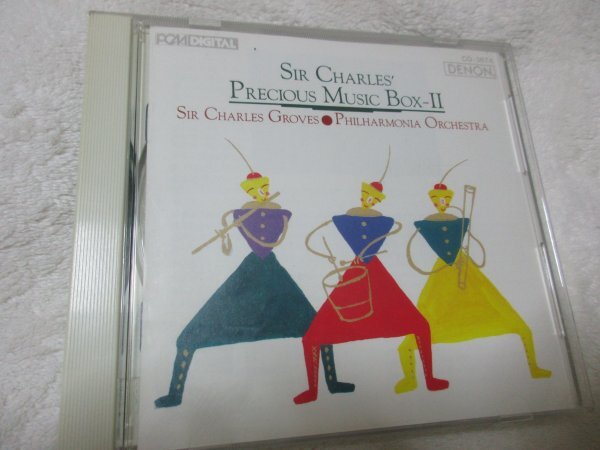 PCM DIGITAL
DENON
SIR CHARLES'
PRECIOUS MUSIC BOX-II
SIR CHARLES GROVES ● PHILHARMONIA ORCHESTRA